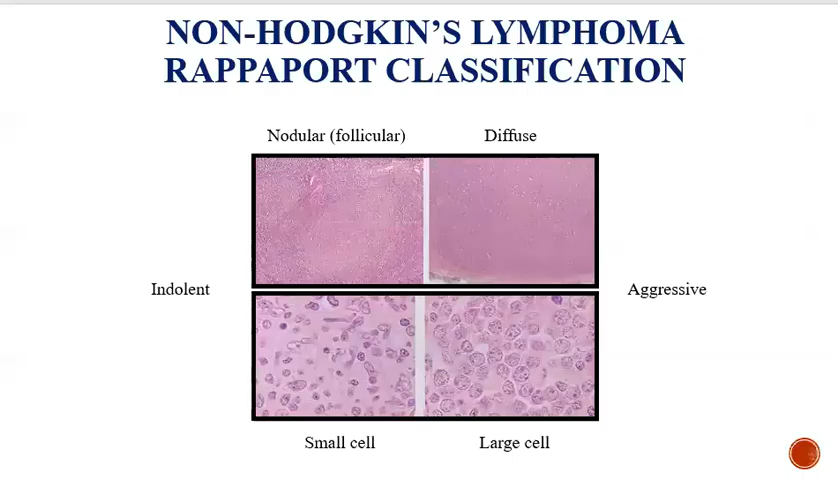 NON-HODGKIN’S LYMPHOMA
RAPPAPORT CLASSIFICATION
Nodular (follicular)
Diffuse
Indolent
Aggressive
Small cell
Large cell